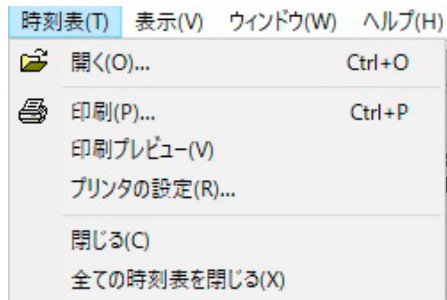 時刻表(T) 表示(V) ウィンドウ(W) ヘルプ(H)
開く(O)... Ctrl+O
印刷(P)... Ctrl+P
印刷プレビュー(V)
プリンタの設定(R)...
閉じる(C)
全ての時刻表を閉じる(X)